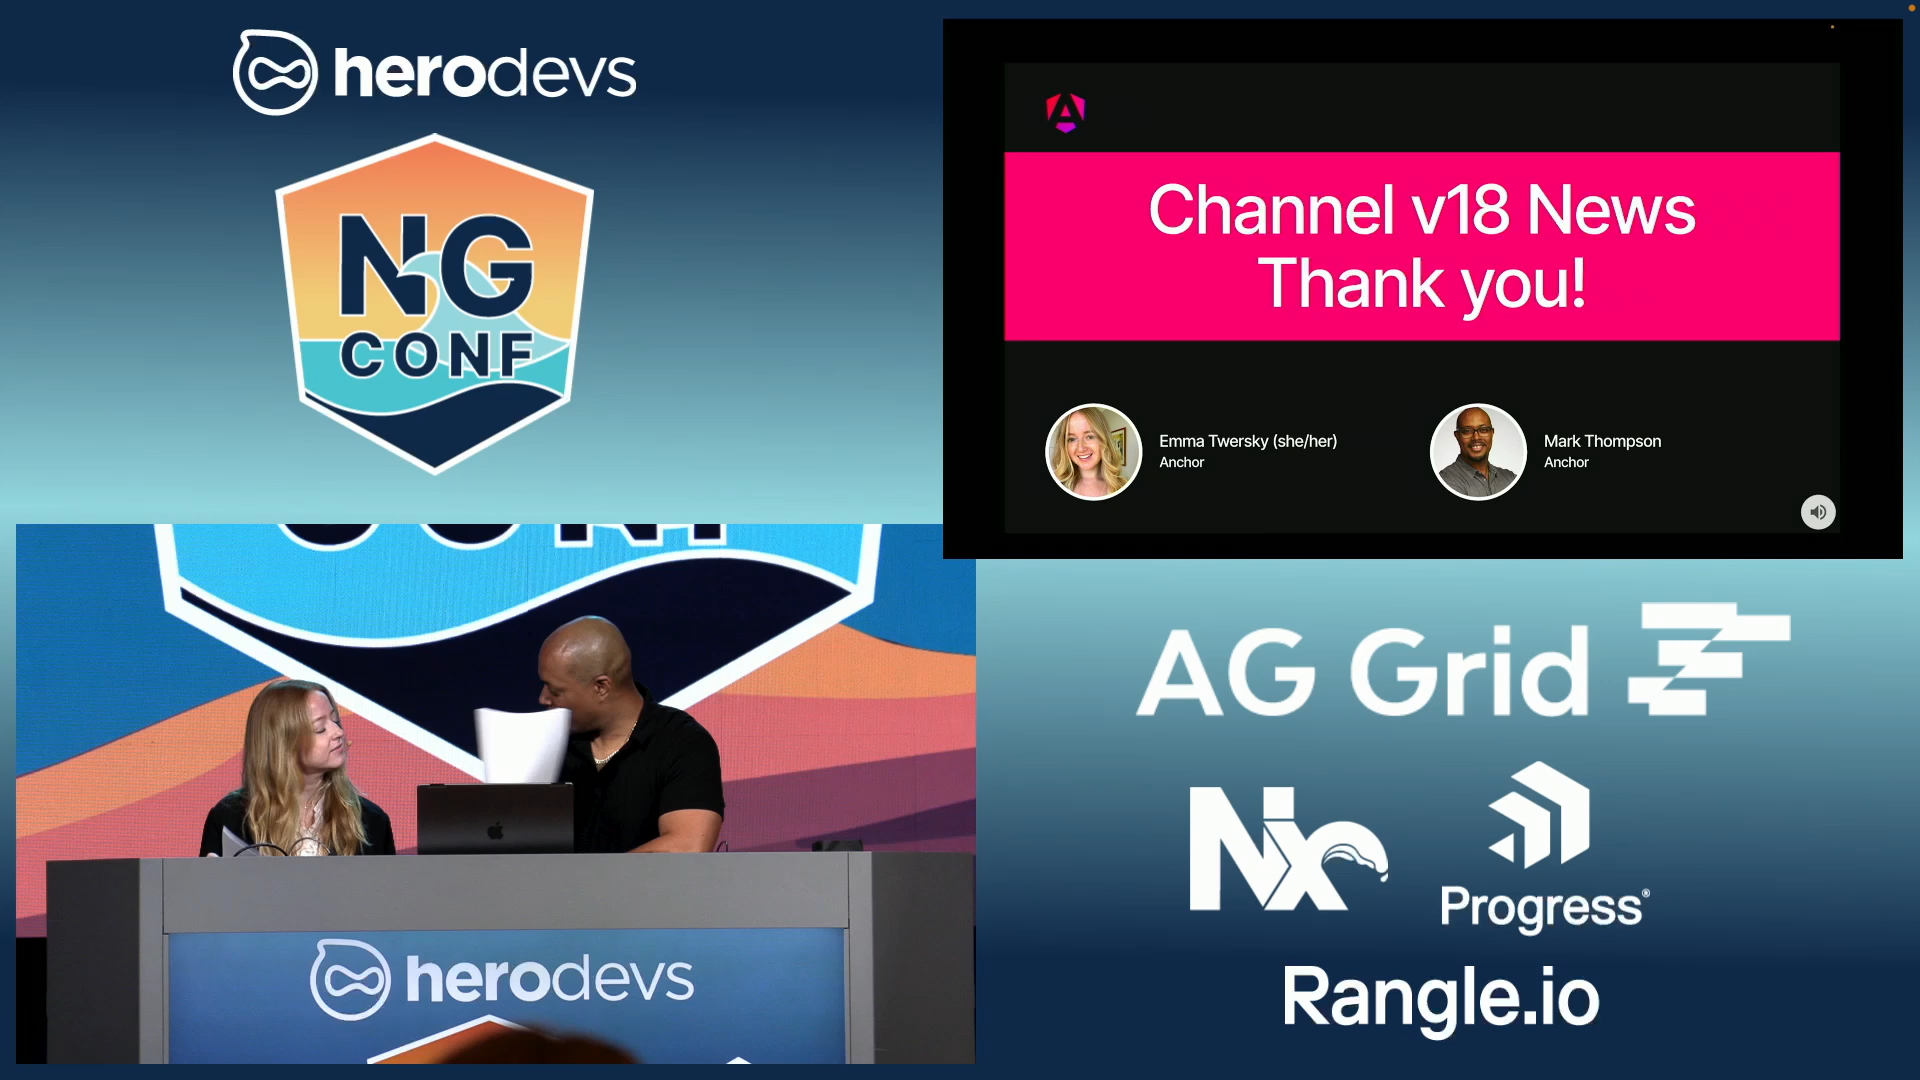 herodevs
NG
CONF
Channel v18 News
Thank you!
Emma Twersky (she/her)
Anchor
Mark Thompson
Anchor
AG Grid
Nx
Progress®
Rangle.io
herodevs